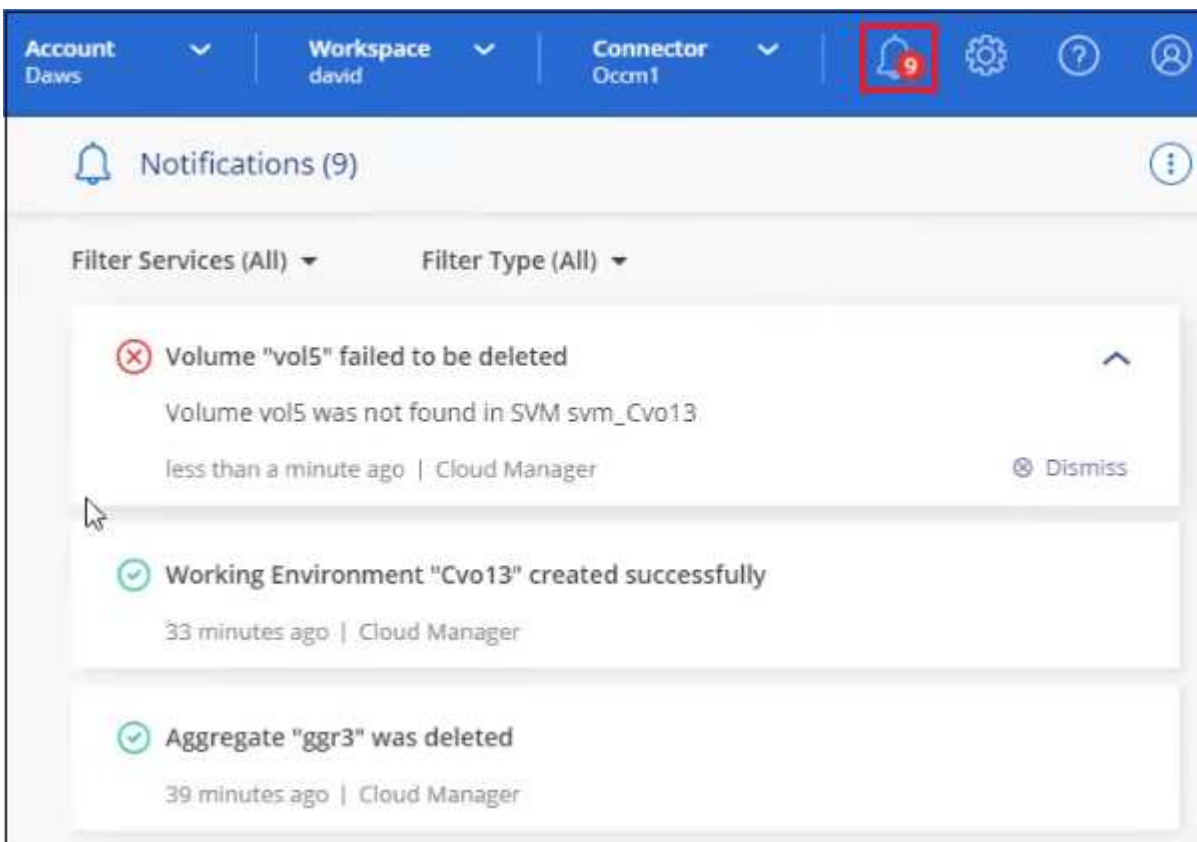 Account Workspace Connector
Daws david Occm1 9
Notifications (9)
Filter Services (All) Filter Type (All)
Volume "vol5" failed to be deleted
Volume vol5 was not found in SVM svm_Cvo13
less than a minute ago | Cloud Manager Dismiss
Working Environment "Cvo13" created successfully
33 minutes ago | Cloud Manager
Aggregate "ggr3" was deleted
39 minutes ago | Cloud Manager